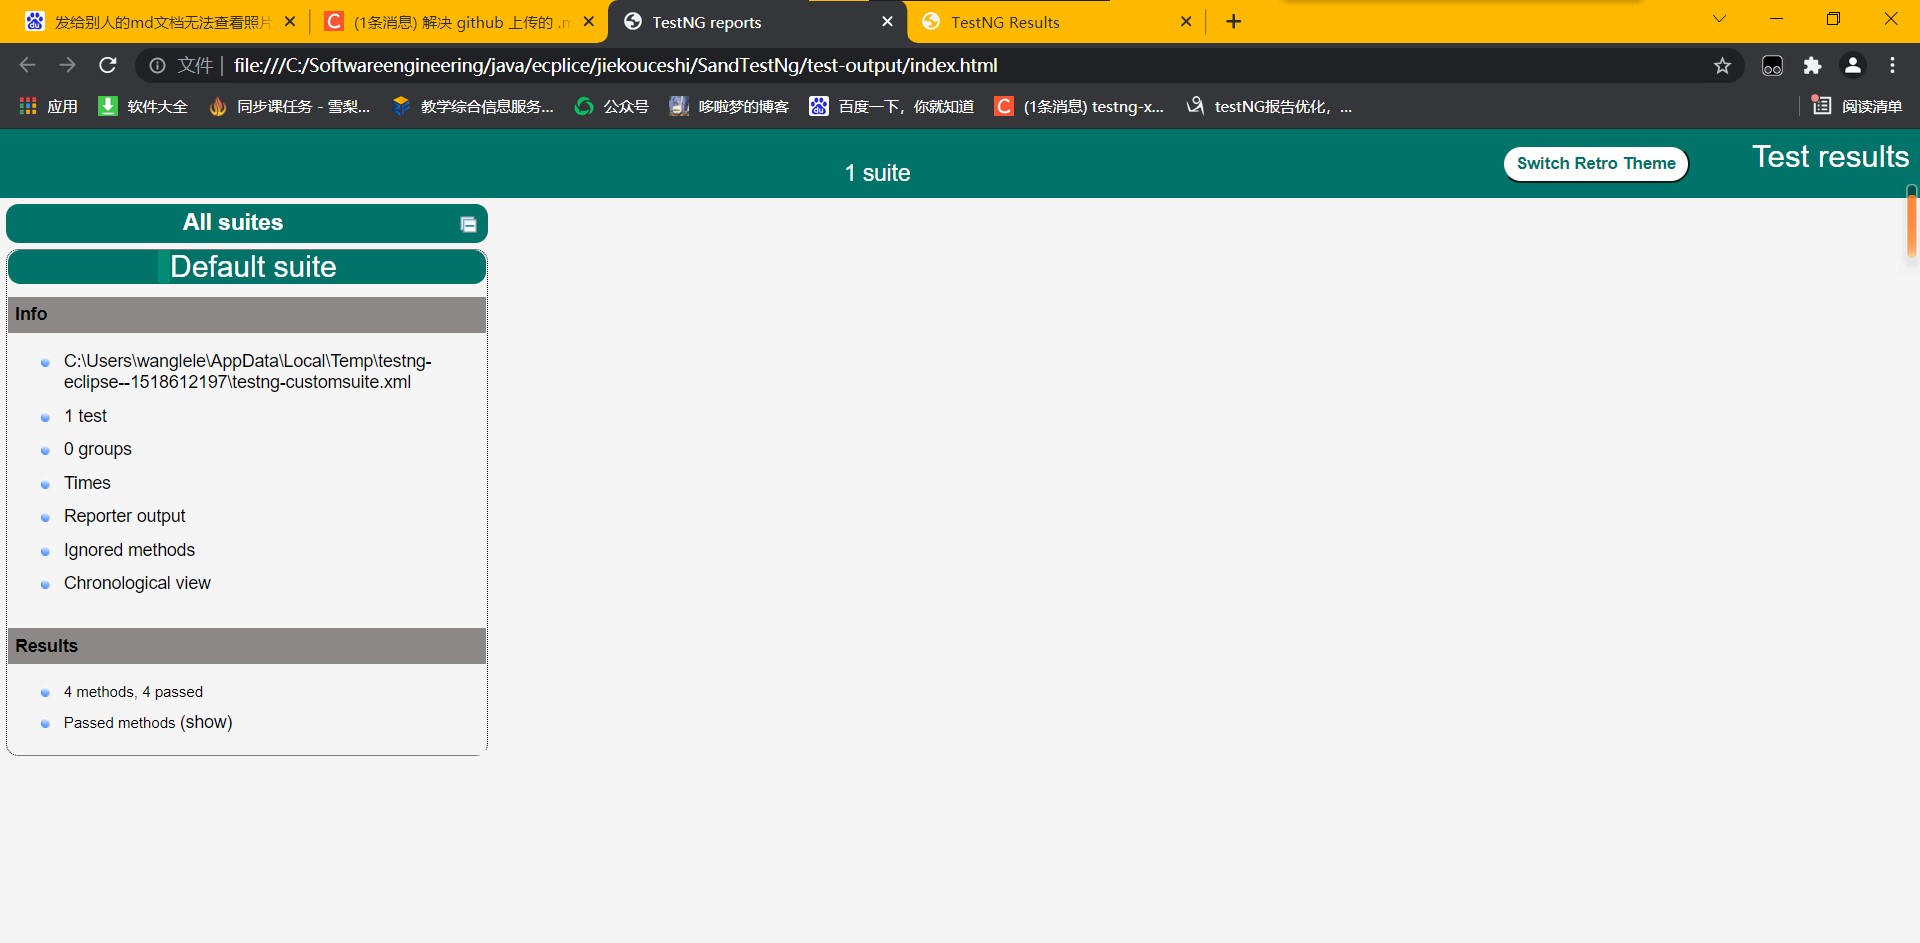 发给别人的md文档无法查看照片
(1条消息) 解决 github 上传的 .m
TestNG reports
TestNG Results
文件
file:///C:/Softwareengineering/java/ecplice/jiekouceshi/SandTestNg/test-output/index.html
应用
软件大全
同步课任务 - 雪梨...
教学综合信息服务...
公众号
哆啦梦的博客
百度一下，你就知道
(1条消息) testng-x...
testNG报告优化，...
阅读清单
1 suite
Switch Retro Theme
Test results
All suites
Default suite
Info
C:\Users\wanglele\AppData\Local\Temp\testng-
eclipse--1518612197\testng-customsuite.xml
1 test
0 groups
Times
Reporter output
Ignored methods
Chronological view
Results
4 methods, 4 passed
Passed methods (show)